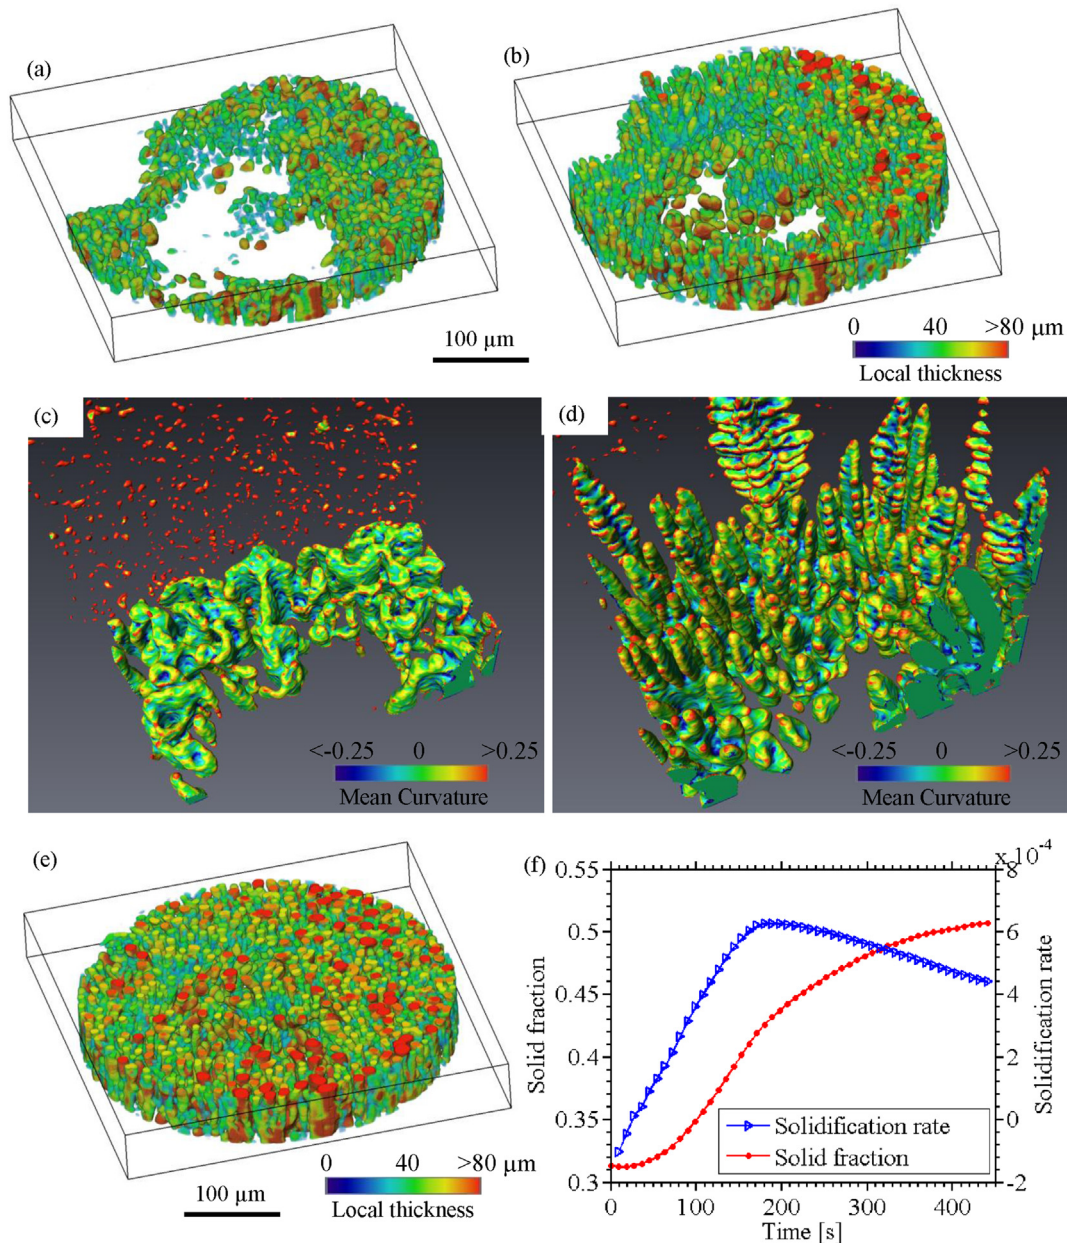 (a)
(b)
100 µm
0 40 >80 µm
Local thickness
(c)
(d)
<-0.25 0 >0.25
Mean Curvature
<-0.25 0 >0.25
Mean Curvature
(e)
100 µm
0 40 >80 µm
Local thickness
(f)
x10⁻⁴
0.55
0.5
0.45
0.4
0.35
0.3
Solid fraction
8
6
4
2
0
-2
Solidification rate
Solidification rate
Solid fraction
0 100 200 300 400
Time [s]